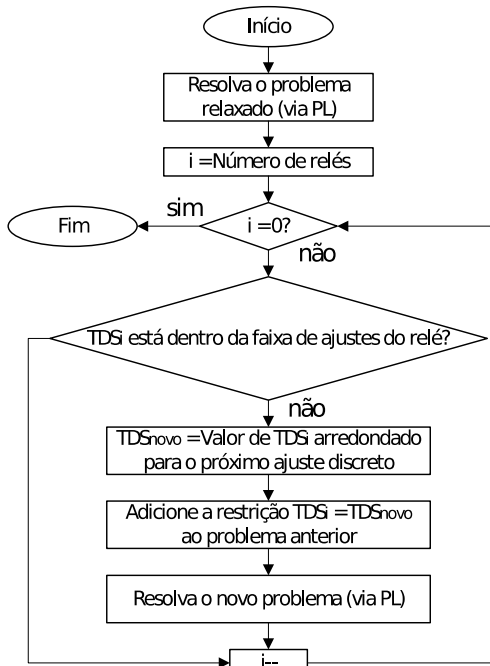 Início
Resolva o problema
relaxado (via PL)
i =Número de relés
sim
i =0?
Fim
não
TDSi está dentro da faixa de ajustes do relé?
não
TDSnovo =Valor de TDSi arredondado
para o próximo ajuste discreto
Adicione a restrição TDSi =TDSnovo
ao problema anterior
Resolva o novo problema (via PL)
i--